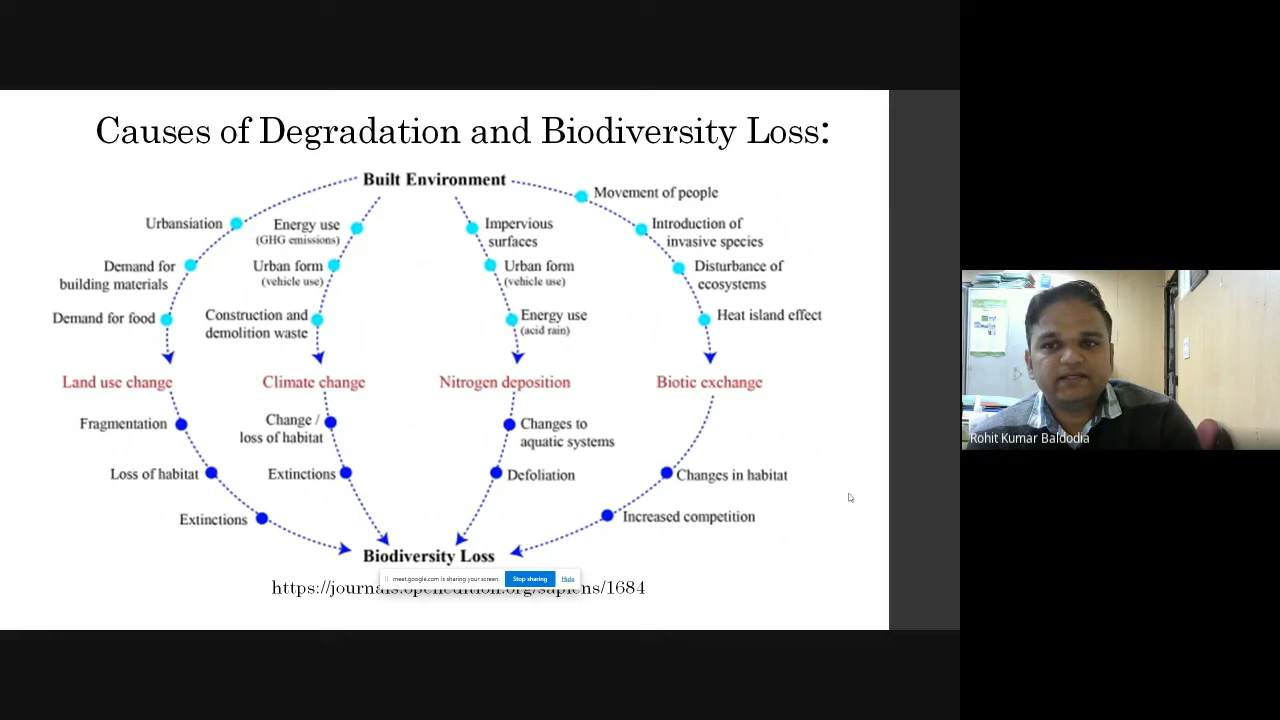 Causes of Degradation and Biodiversity Loss:
Built Environment
Urbansiation
Demand for
building materials
Demand for food
Land use change
Fragmentation
Loss of habitat
Extinctions
Energy use
(GHG emissions)
Urban form
(vehicle use)
Construction and
demolition waste
Climate change
Change /
loss of habitat
Extinctions
Impervious
surfaces
Urban form
(vehicle use)
Energy use
(acid rain)
Nitrogen deposition
Changes to
aquatic systems
Defoliation
Movement of people
Introduction of
invasive species
Disturbance of
ecosystems
Heat island effect
Biotic exchange
Changes in habitat
Increased competition
Biodiversity Loss
meet.google.com is sharing your screen.
Stop sharing
Hide
https://journals.openedition.org/sapiens/1684
Rohit Kumar Baldodia